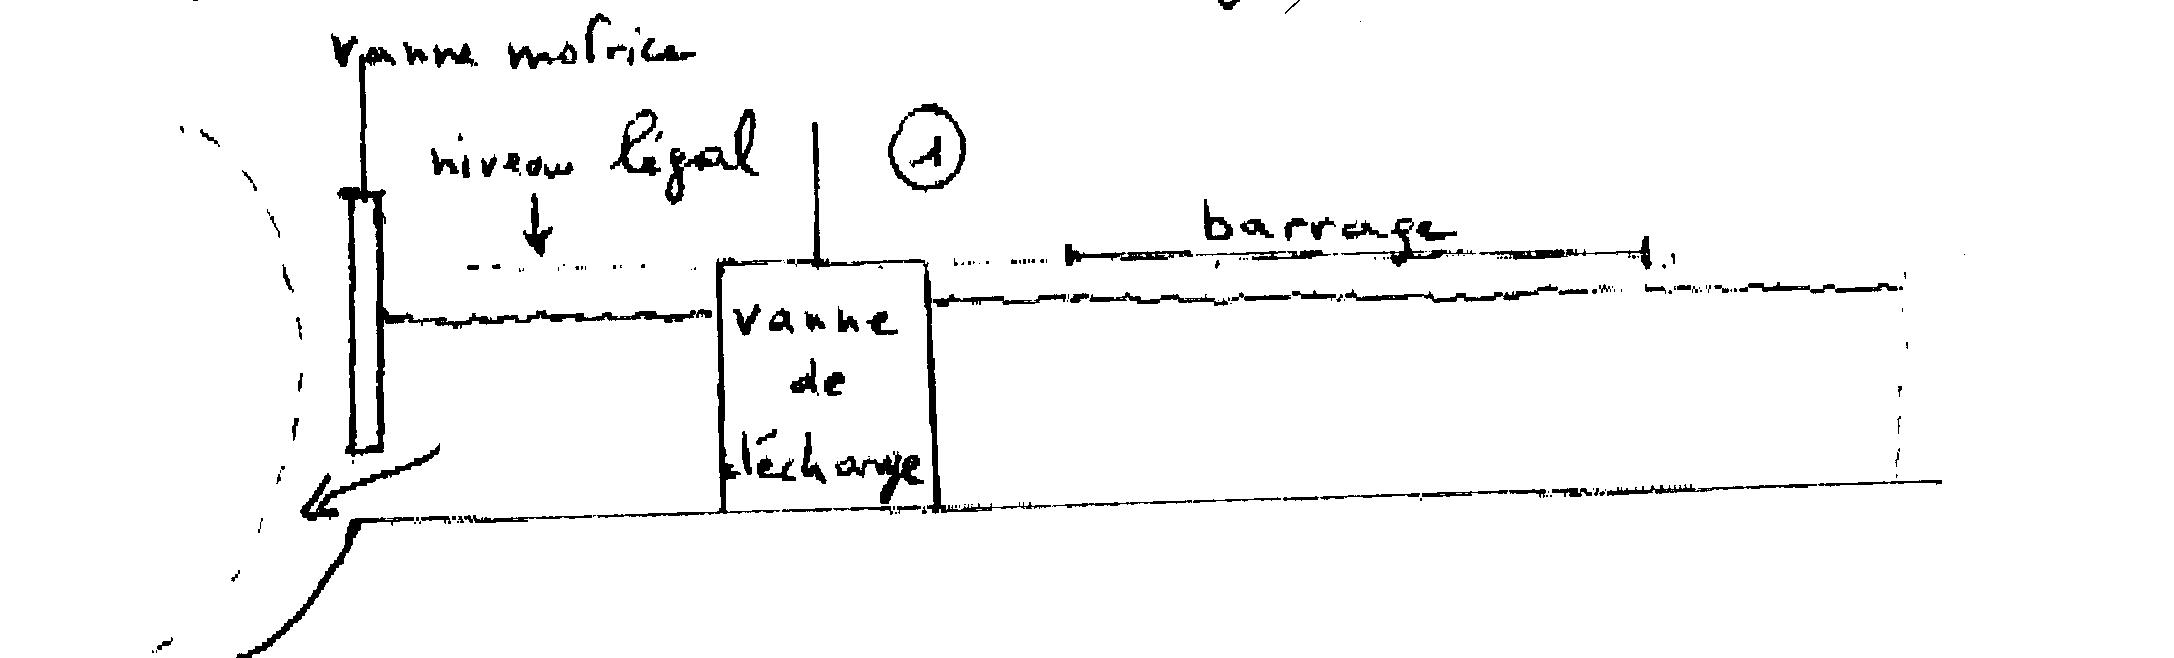 vanne motrice
niveau légal
1
barrage
vanne
de
décharge